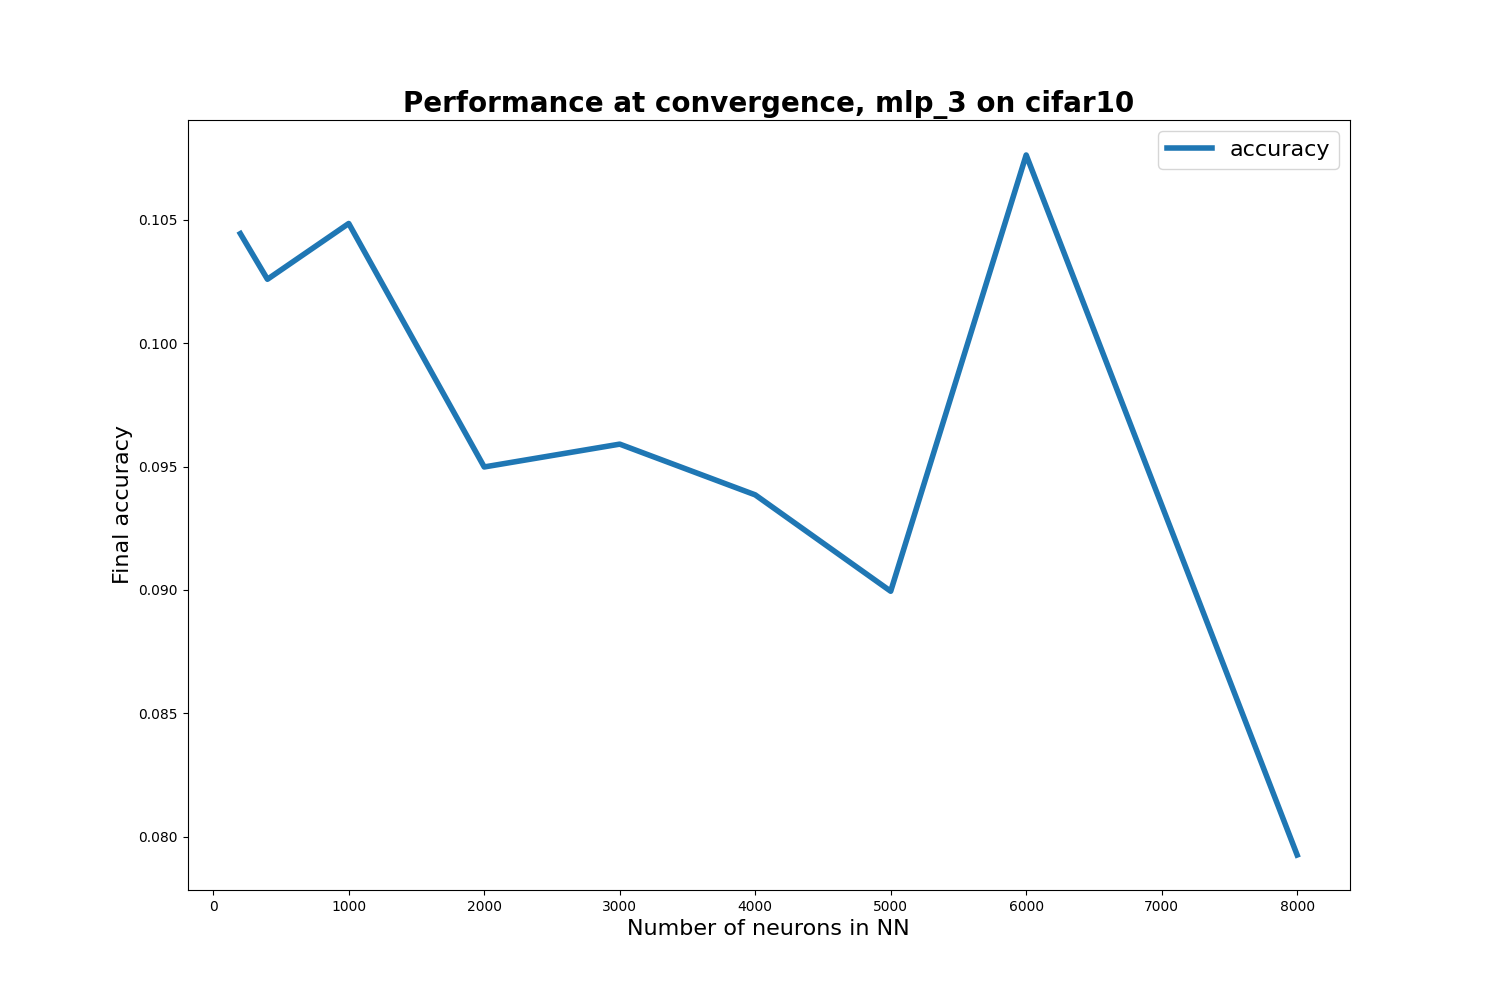 Performance at convergence, mlp_3 on cifar10
accuracy
0.105
0.100
0.095
0.090
0.085
0.080
Final accuracy
0 1000 2000 3000 4000 5000 6000 7000 8000
Number of neurons in NN